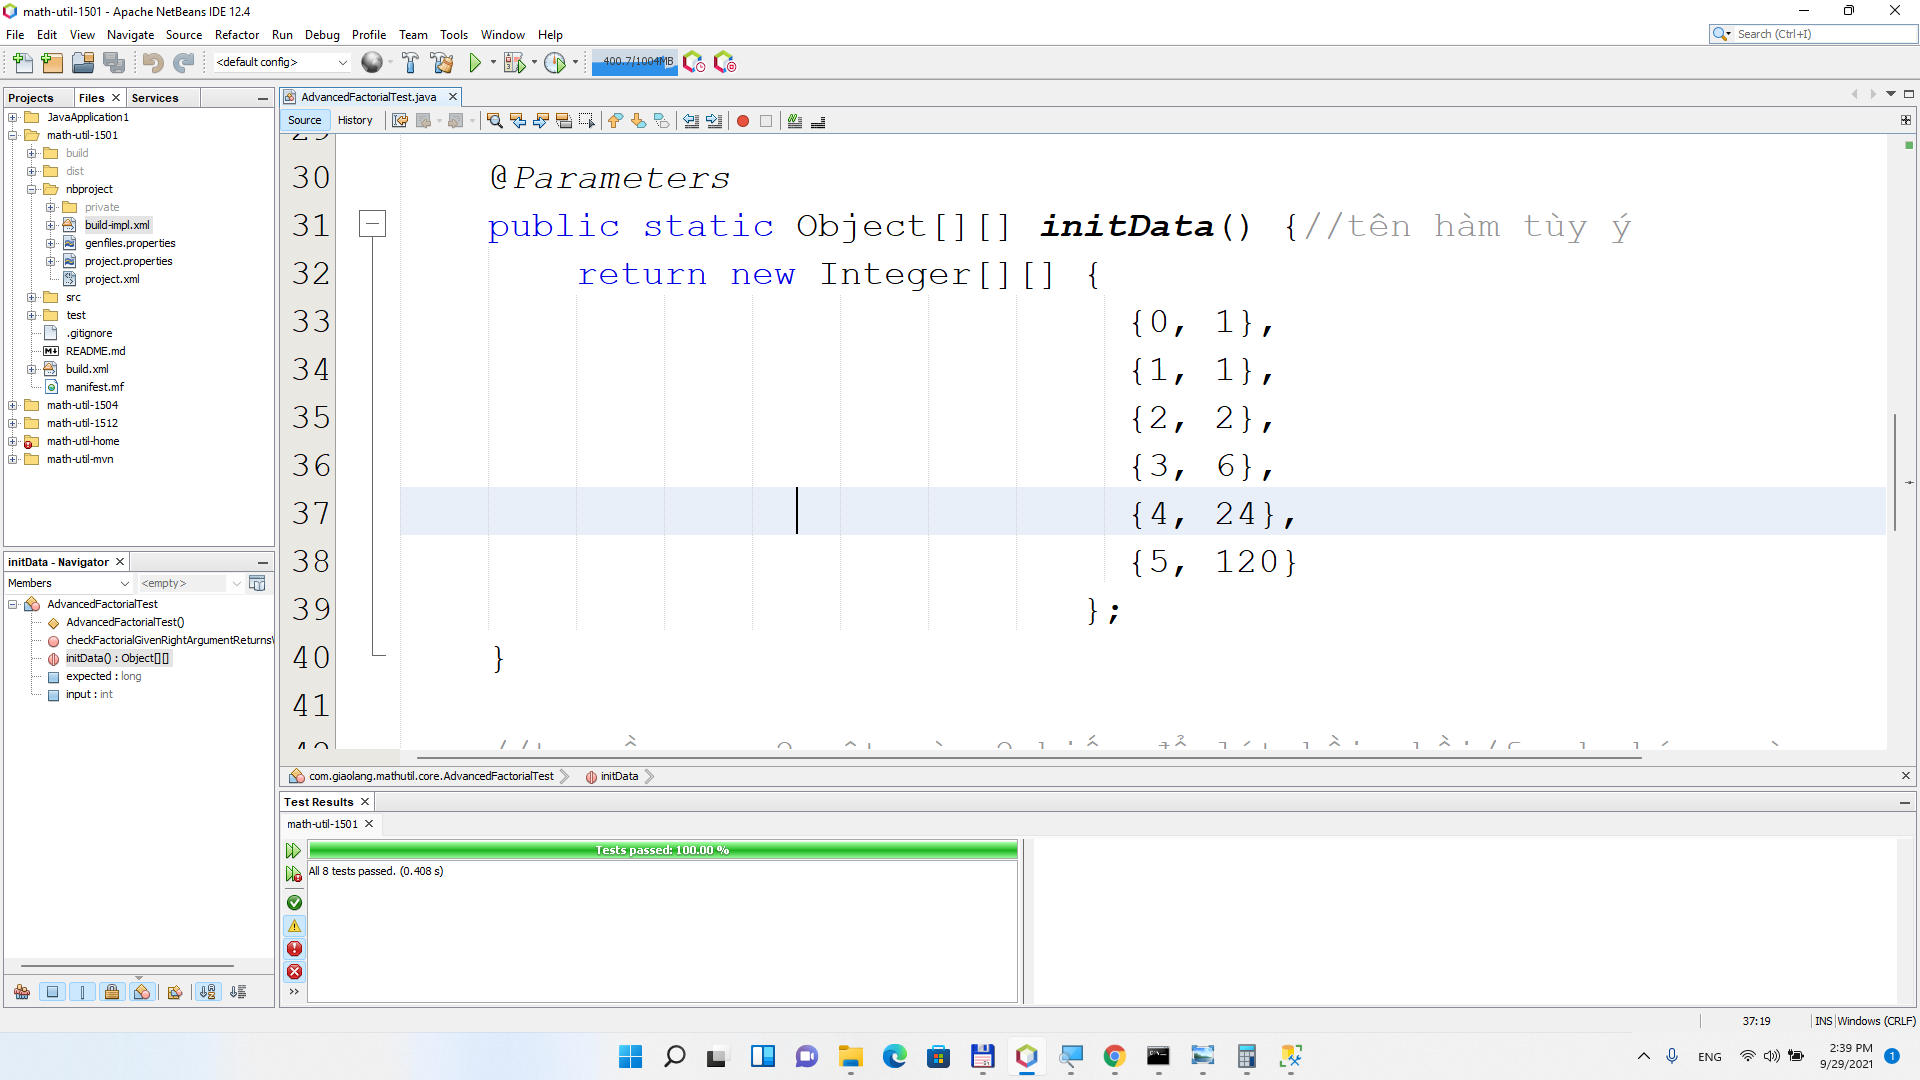 math-util-1501 - Apache NetBeans IDE 12.4
File Edit View Navigate Source Refactor Run Debug Profile Team Tools Window Help
Search (Ctrl+I)
<default config>
400.7/1004MB
Projects Files Services
JavaApplication1
math-util-1501
build
dist
nbproject
private
build-impl.xml
genfiles.properties
project.properties
project.xml
src
test
.gitignore
README.md
build.xml
manifest.mf
math-util-1504
math-util-1512
math-util-home
math-util-mvn
initData - Navigator
Members <empty>
AdvancedFactorialTest
AdvancedFactorialTest()
checkFactorialGivenRightArgumentReturns
initData() : Object[][]
expected : long
input : int
AdvancedFactorialTest.java
Source History
29
30 @Parameters
31 public static Object[][] initData() {//tên hàm tùy ý
32 return new Integer[][] {
33 {0, 1},
34 {1, 1},
35 {2, 2},
36 {3, 6},
37 {4, 24},
38 {5, 120}
39 };
40 }
41
com.giaolang.mathutil.core.AdvancedFactorialTest initData
Test Results
math-util-1501
Tests passed: 100.00 %
All 8 tests passed. (0.408 s)
37:19 INS Windows (CRLF)
ENG
2:39 PM
9/29/2021
1